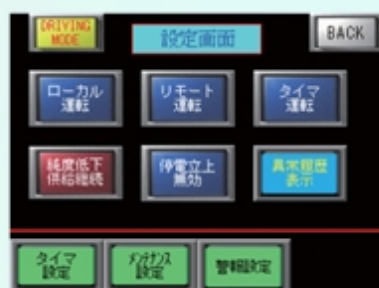 DRIVING
MODE
設定画面
BACK
ローカル
運転
リモート
運転
タイマ
運転
純度低下
供給継続
停電立上
無効
異常履歴
表示
タイマ
設定
メンテナンス
設定
警報設定